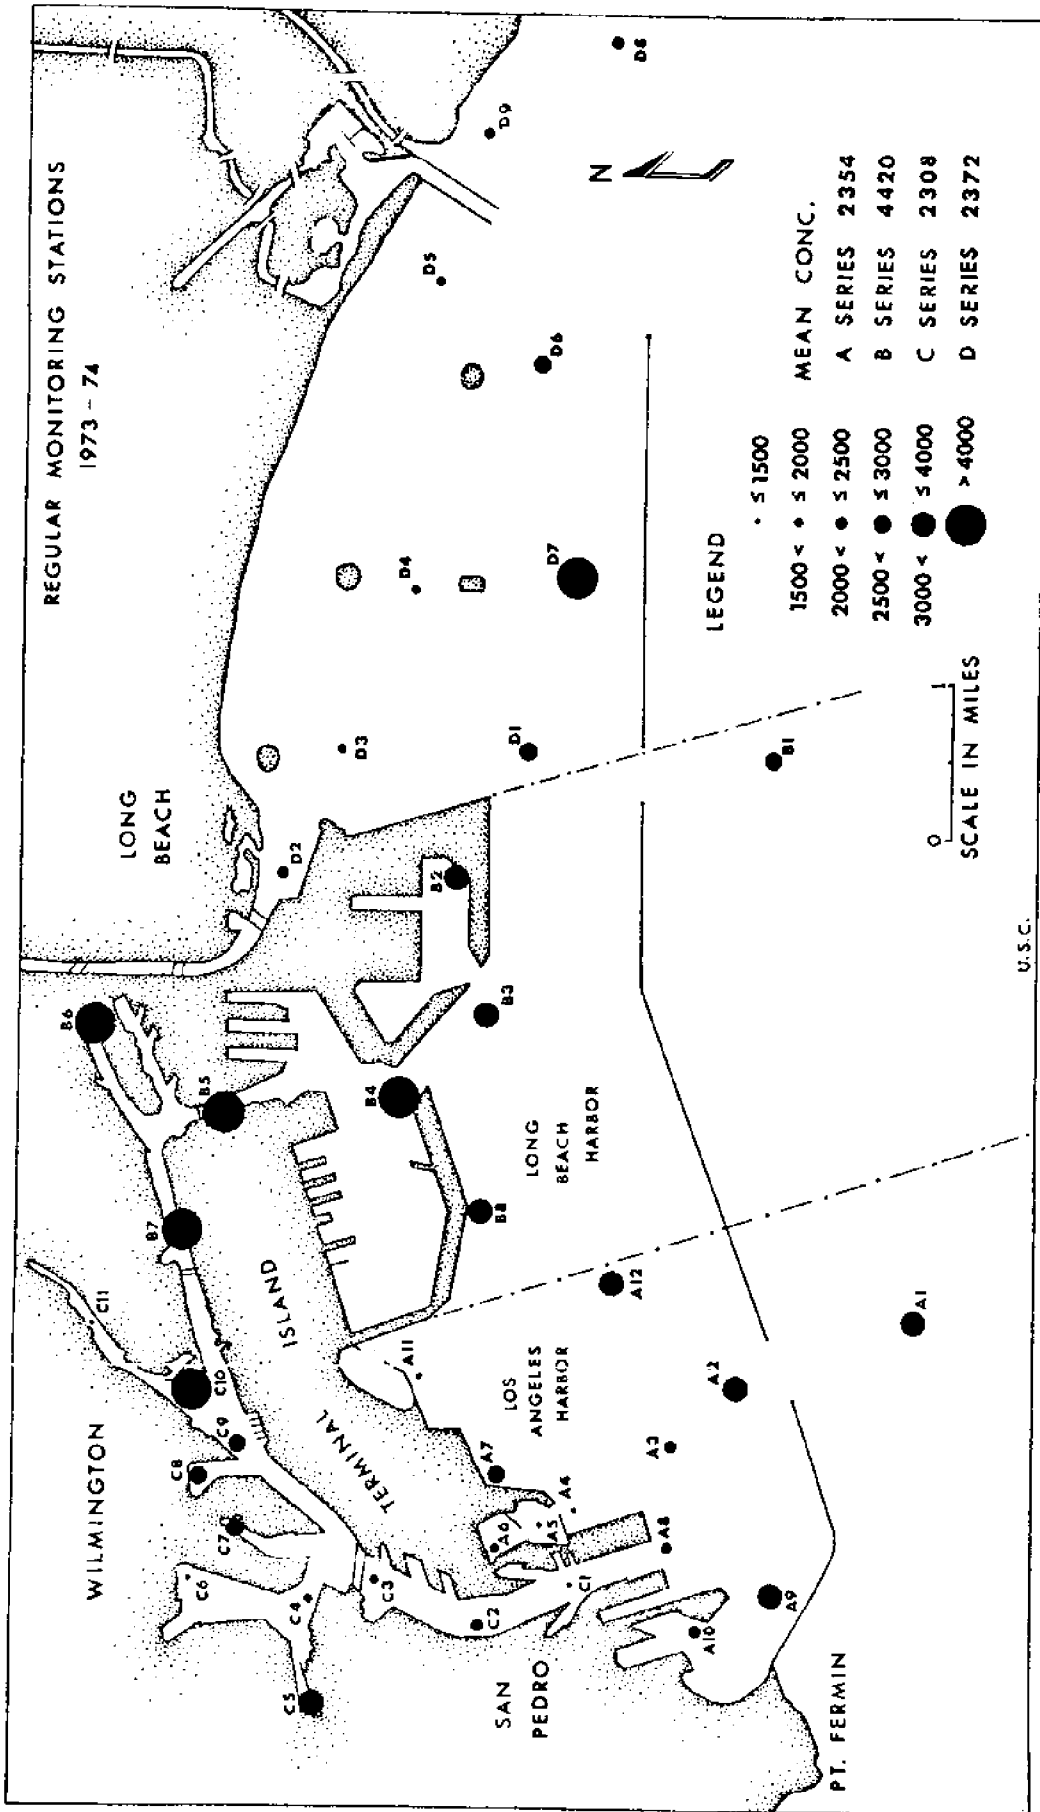 REGULAR MONITORING STATIONS
1973 - 74
LONG
BEACH
WILMINGTON
TERMINAL
ISLAND
SAN
PEDRO
PT. FERMIN
LOS
ANGELES
HARBOR
LONG
BEACH
HARBOR
N
C11
C10
C9
C8
C7
C6
C5
C4
C3
C2
C1
B7
B6
B5
B4
B3
B2
B8
B1
A11
A12
A7
A6
A5
A4
A3
A2
A1
A8
A9
A10
D2
D3
D1
D4
D7
D5
D6
D9
D8
LEGEND
≤ 1500
1500 < ≤ 2000
2000 < ≤ 2500
2500 < ≤ 3000
3000 < ≤ 4000
> 4000
MEAN CONC.
A SERIES 2354
B SERIES 4420
C SERIES 2308
D SERIES 2372
0 1
SCALE IN MILES
U.S.C.